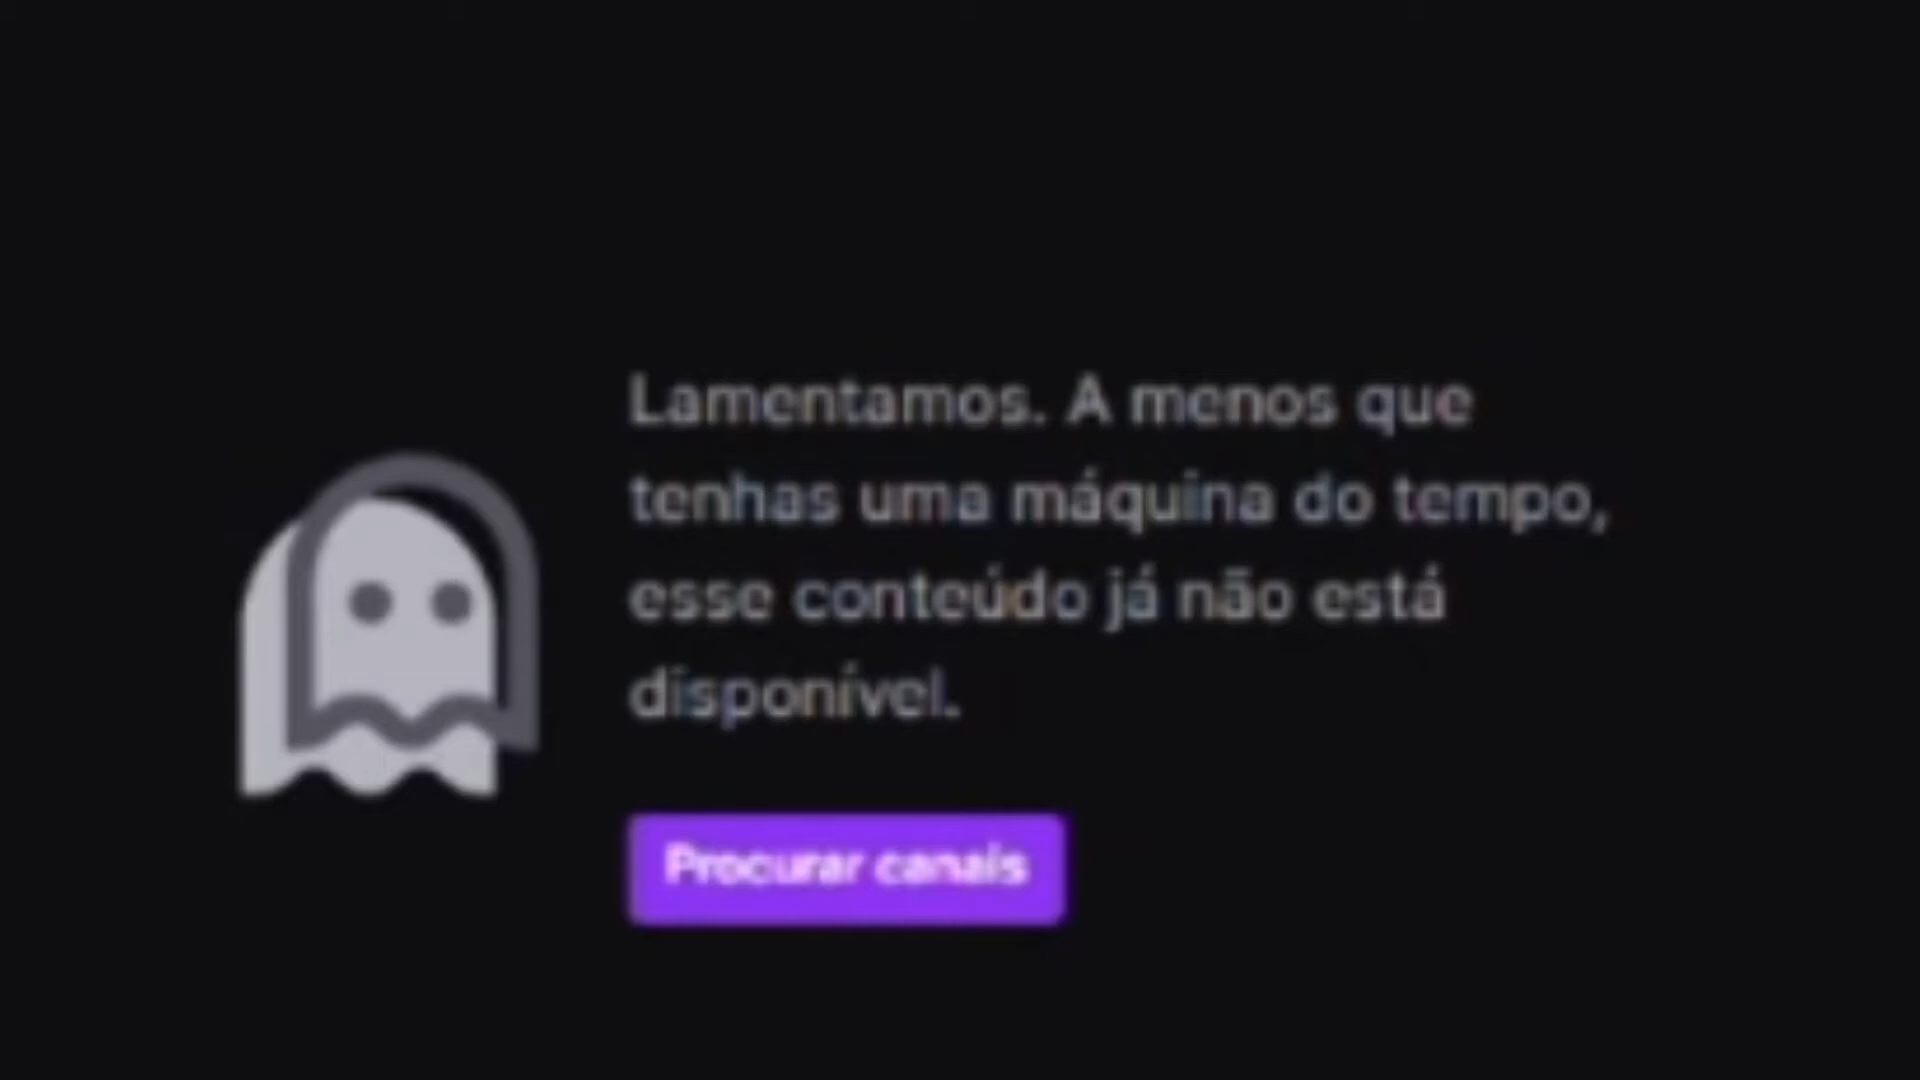 Lamentamos. A menos que
tenhas uma máquina do tempo,
esse conteúdo já não está
disponível.
Procurar canais